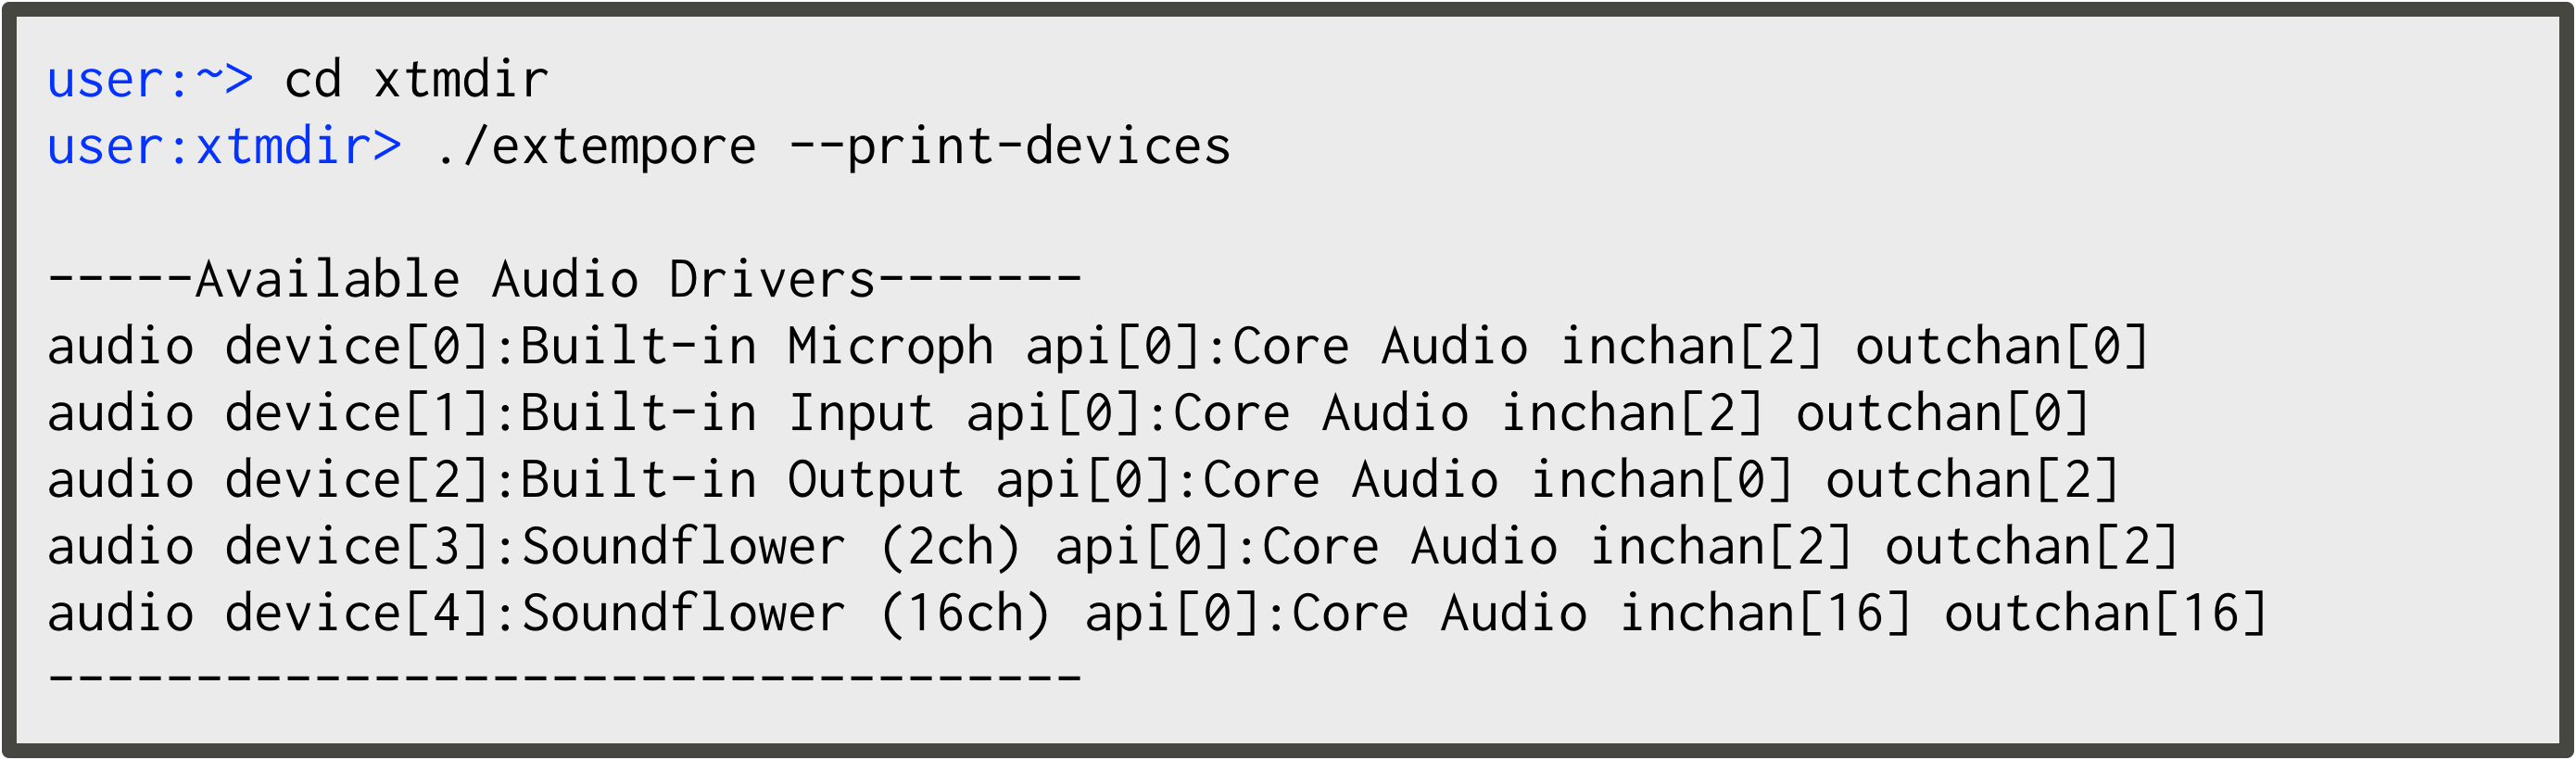 user:~> cd xtmdir
user:xtmdir> ./extempore --print-devices
-----Available Audio Drivers-------
audio device[0]:Built-in Microph api[0]:Core Audio inchan[2] outchan[0]
audio device[1]:Built-in Input api[0]:Core Audio inchan[2] outchan[0]
audio device[2]:Built-in Output api[0]:Core Audio inchan[0] outchan[2]
audio device[3]:Soundflower (2ch) api[0]:Core Audio inchan[2] outchan[2]
audio device[4]:Soundflower (16ch) api[0]:Core Audio inchan[16] outchan[16]
-----------------------------------